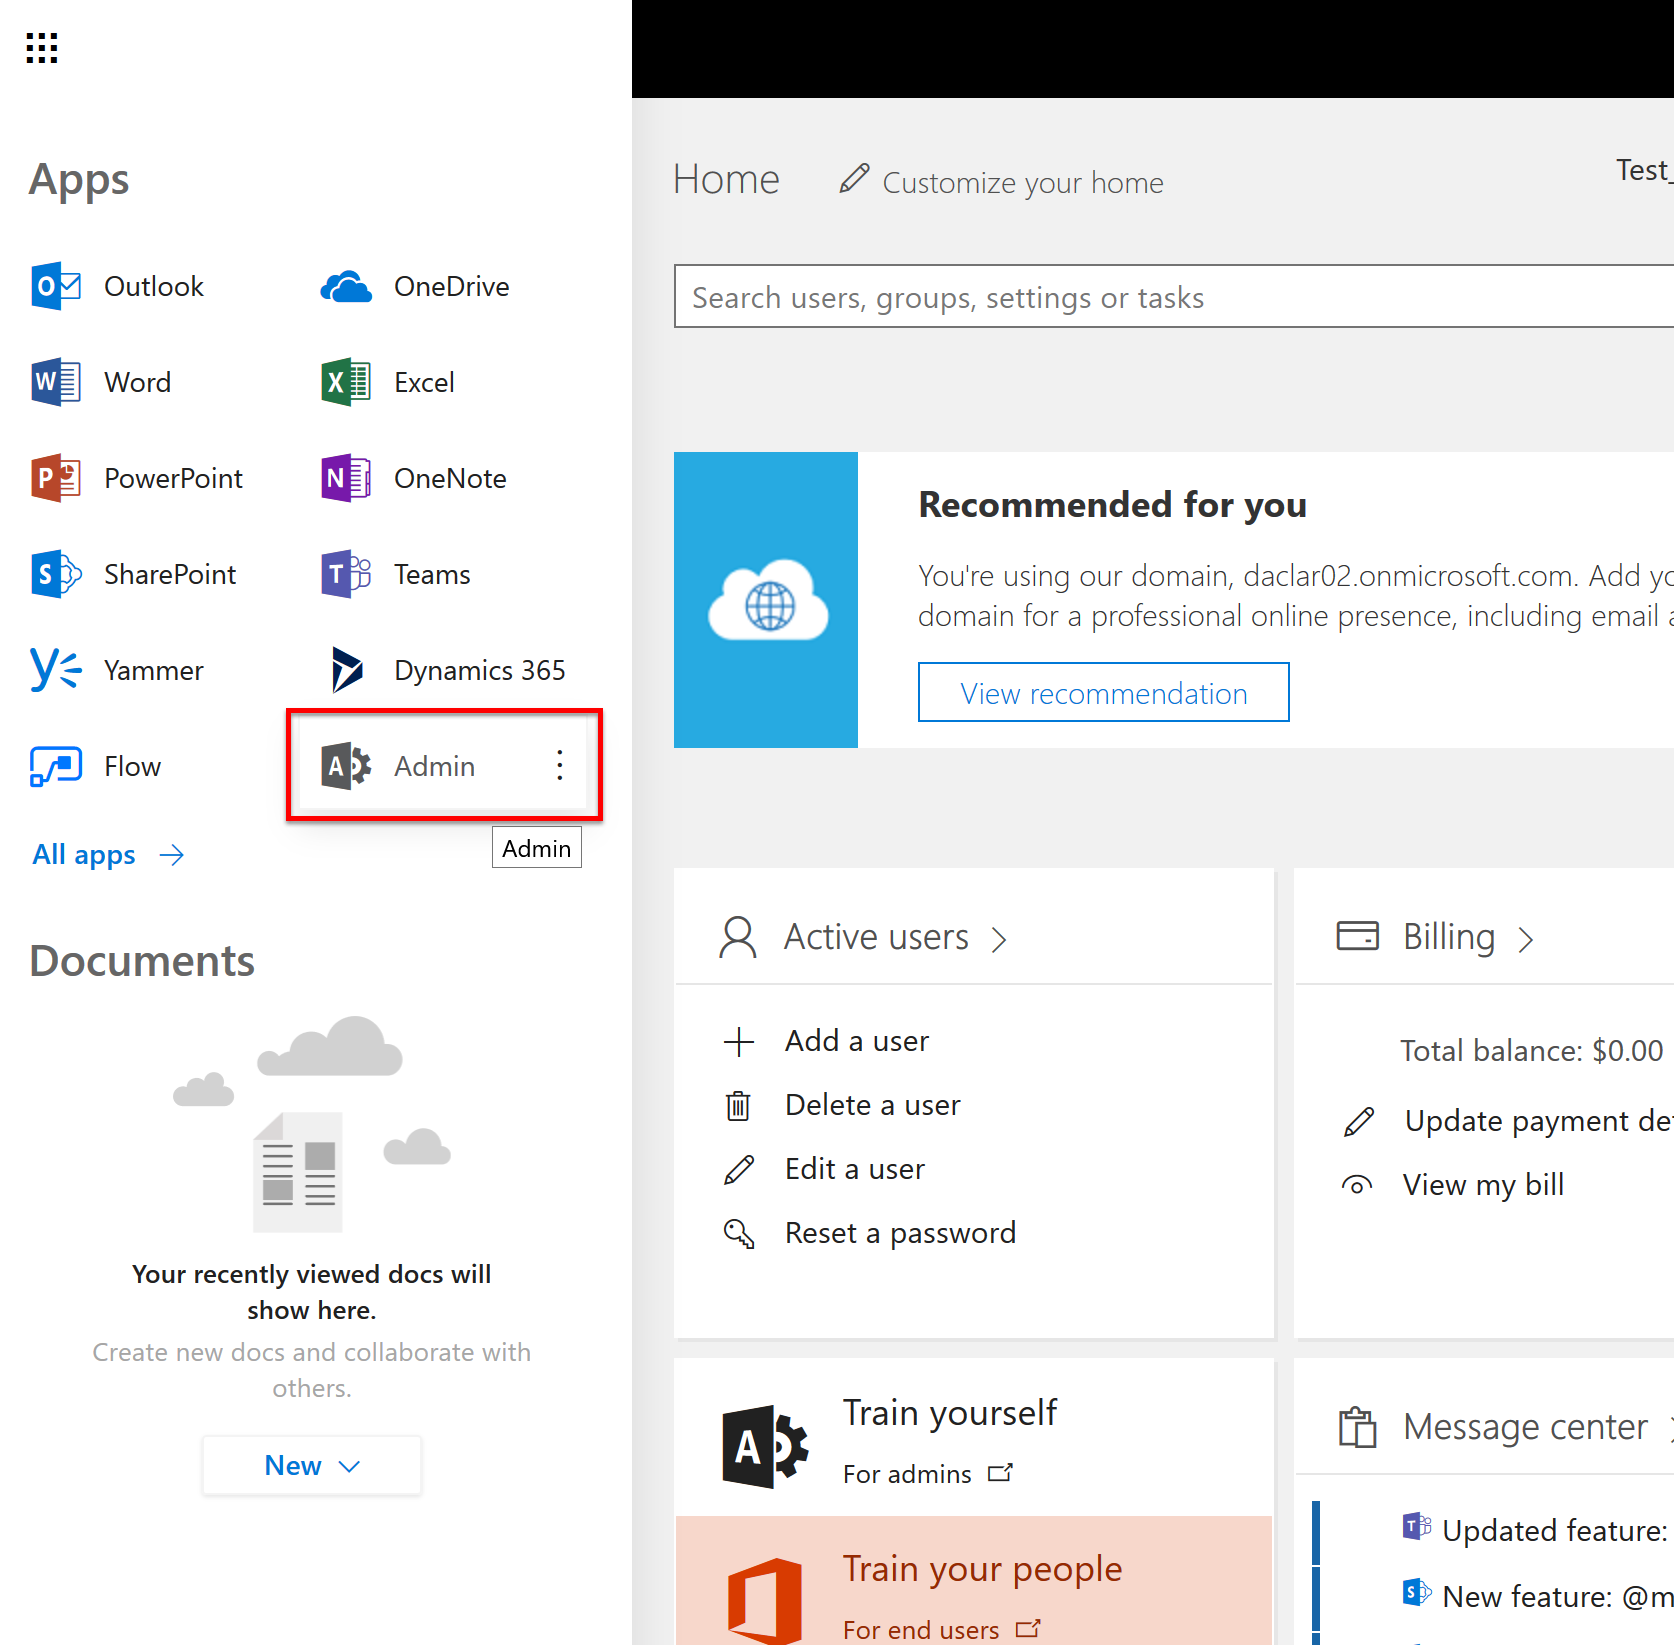 Apps
Outlook
OneDrive
Word
Excel
PowerPoint
OneNote
SharePoint
Teams
Yammer
Dynamics 365
Flow
Admin
Admin
All apps
Documents
Your recently viewed docs will
show here.
Create new docs and collaborate with
others.
New
Home
Customize your home
Test_
Search users, groups, settings or tasks
Recommended for you
You're using our domain, daclar02.onmicrosoft.com. Add yo
domain for a professional online presence, including email a
View recommendation
Active users
Add a user
Delete a user
Edit a user
Reset a password
Billing
Total balance: $0.00
Update payment det
View my bill
Train yourself
For admins
Train your people
For end users
Message center
Updated feature:
New feature: @m